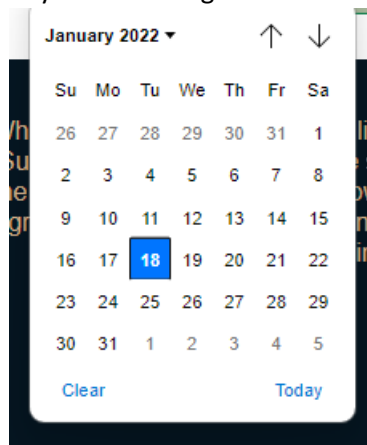 January 2022
Su Mo Tu We Th Fr Sa
26 27 28 29 30 31 1
2 3 4 5 6 7 8
9 10 11 12 13 14 15
16 17 18 19 20 21 22
23 24 25 26 27 28 29
30 31 1 2 3 4 5
Clear Today